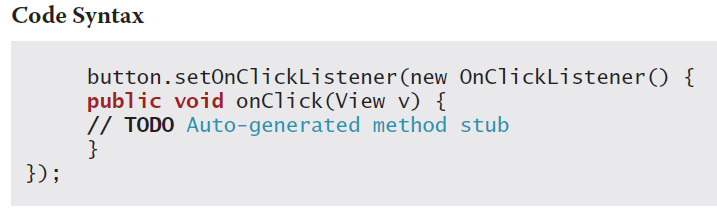 Code Syntax
button.setOnClickListener(new OnClickListener() {
public void onClick(View v) {
// TODO Auto-generated method stub
}
});